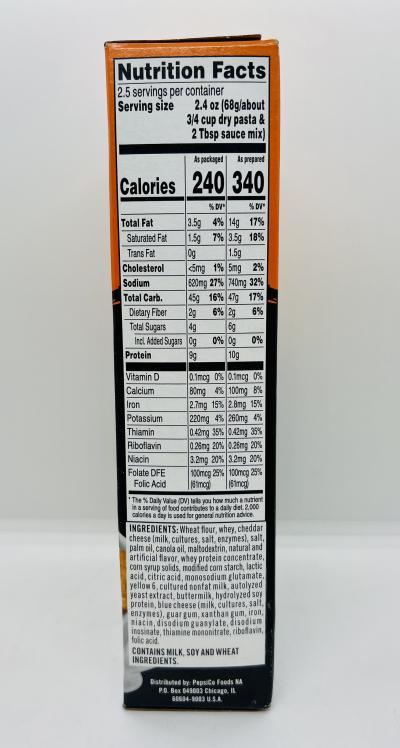 Nutrition Facts
2.5 servings per container
Serving size 2.4 oz (68g/about
3/4 cup dry pasta &
2 Tbsp sauce mix)
As packaged As prepared
Calories 240 340
% DV* % DV*
Total Fat 3.5g 4% 14g 17%
Saturated Fat 1.5g 7% 3.5g 18%
Trans Fat 0g 1.5g
Cholesterol <5mg 1% 5mg 2%
Sodium 620mg 27% 740mg 32%
Total Carb. 45g 16% 47g 17%
Dietary Fiber 2g 6% 2g 6%
Total Sugars 4g 6g
Incl. Added Sugars 0g 0% 0g 0%
Protein 9g 10g
Vitamin D 0.1mcg 0% 0.1mcg 0%
Calcium 80mg 4% 100mg 8%
Iron 2.7mg 15% 2.8mg 15%
Potassium 220mg 4% 260mg 4%
Thiamin 0.42mg 35% 0.42mg 35%
Riboflavin 0.26mg 20% 0.26mg 20%
Niacin 3.2mg 20% 3.2mg 20%
Folate DFE 100mcg 25% 100mcg 25%
Folic Acid (61mcg) (61mcg)
* The % Daily Value (DV) tells you how much a nutrient
in a serving of food contributes to a daily diet. 2,000
calories a day is used for general nutrition advice.
INGREDIENTS: Wheat flour, whey, cheddar
cheese (milk, cultures, salt, enzymes), salt,
palm oil, canola oil, maltodextrin, natural and
artificial flavor, whey protein concentrate,
corn syrup solids, modified corn starch, lactic
acid, citric acid, monosodium glutamate,
yellow 6, cultured nonfat milk, autolyzed
yeast extract, buttermilk, hydrolyzed soy
protein, blue cheese (milk, cultures, salt,
enzymes), guar gum, xanthan gum, iron,
niacin, disodium guanylate, disodium
inosinate, thiamine mononitrate, riboflavin,
folic acid.
CONTAINS MILK, SOY AND WHEAT
INGREDIENTS.
Distributed by: PepsiCo Foods NA
P.O. Box 049003 Chicago, IL
60604-9003 U.S.A.